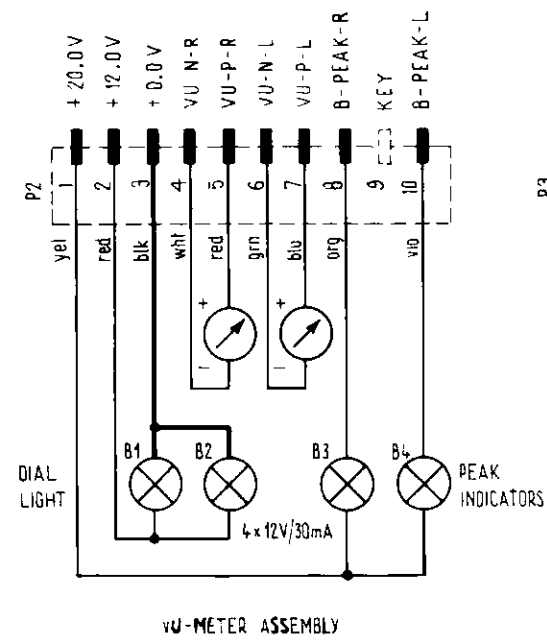 + 20.0V
+ 12.0V
+ 0.0V
VU-N-R
VU-P-R
VU-N-L
VU-P-L
B-PEAK-R
KEY
B-PEAK-L
P2
1
2
3
4
5
6
7
8
9
10
yel
red
blk
wht
red
grn
blu
org
vio
+
-
+
-
B1
B2
B3
B4
DIAL
LIGHT
4x12V/30mA
PEAK
INDICATORS
VU-METER ASSEMBLY